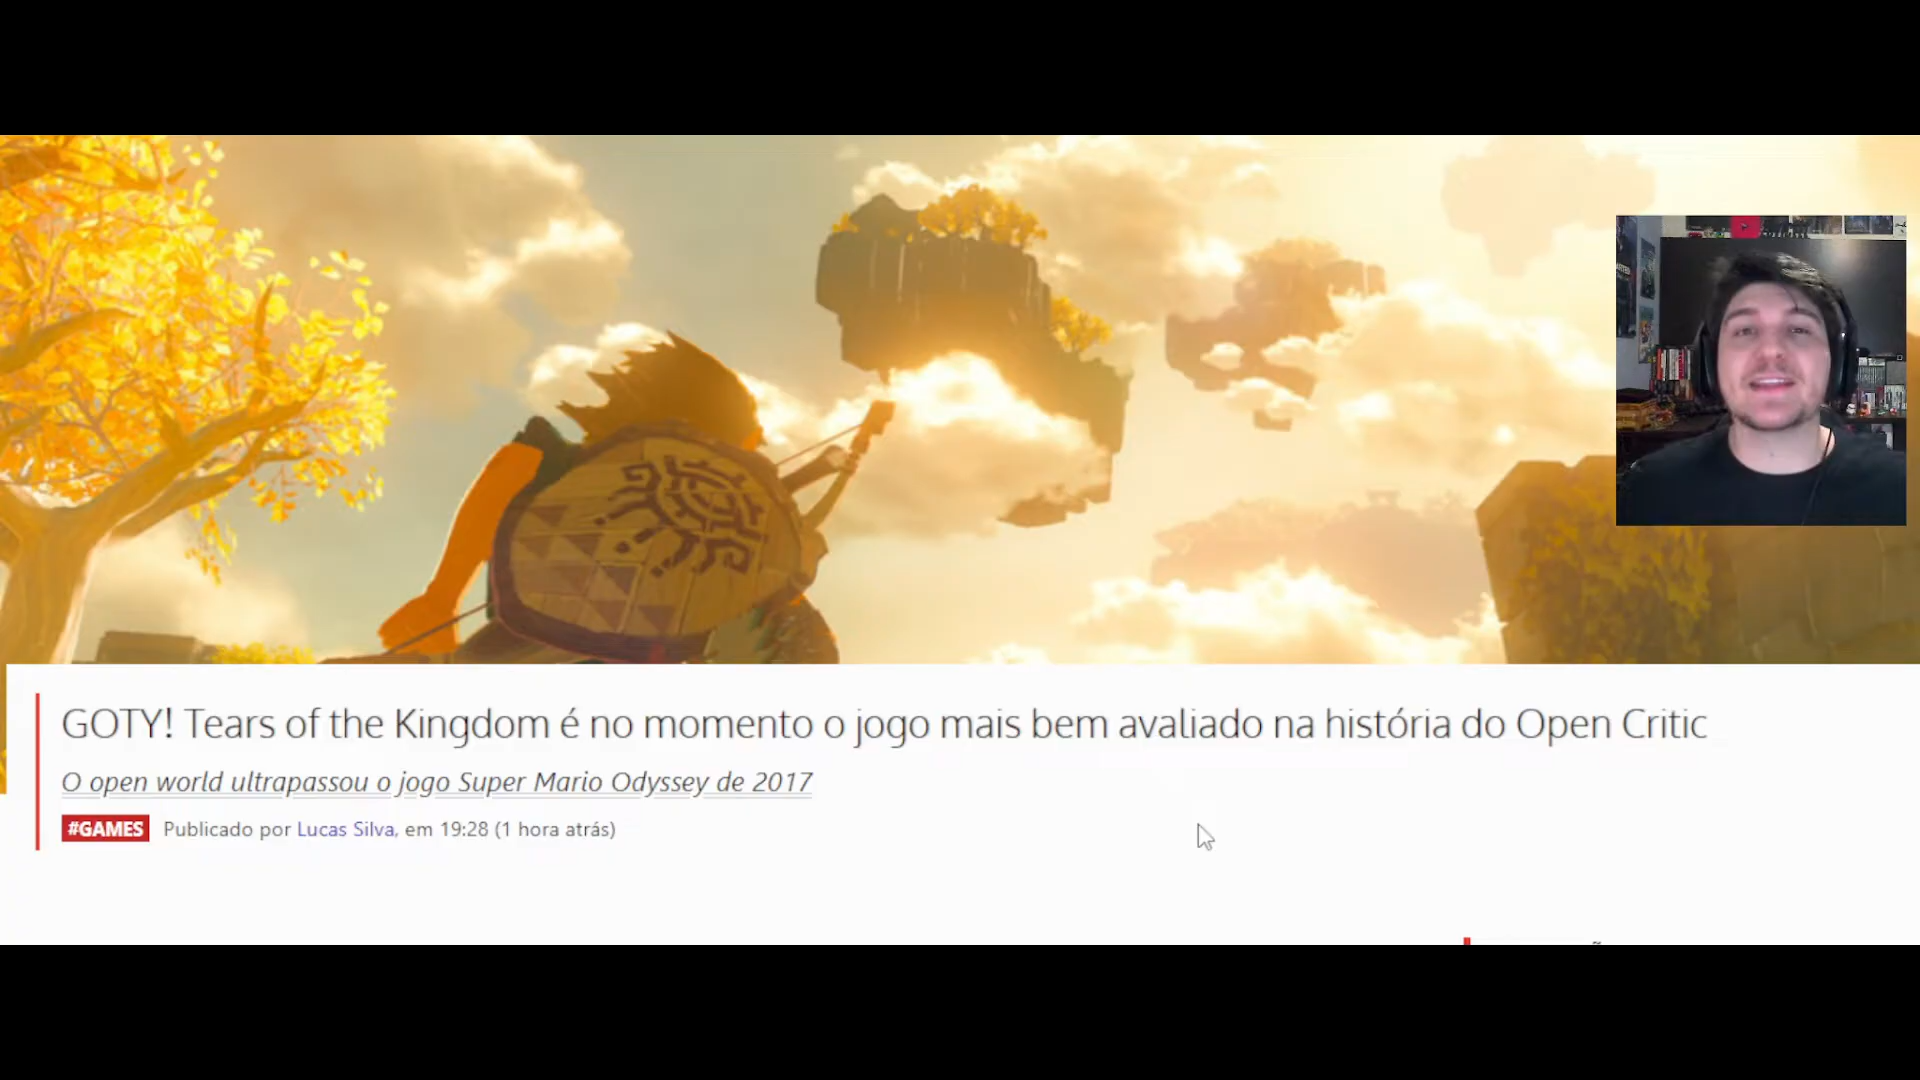 GOTY! Tears of the Kingdom é no momento o jogo mais bem avaliado na história do Open Critic
O open world ultrapassou o jogo Super Mario Odyssey de 2017
#GAMES Publicado por Lucas Silva, em 19:28 (1 hora atrás)